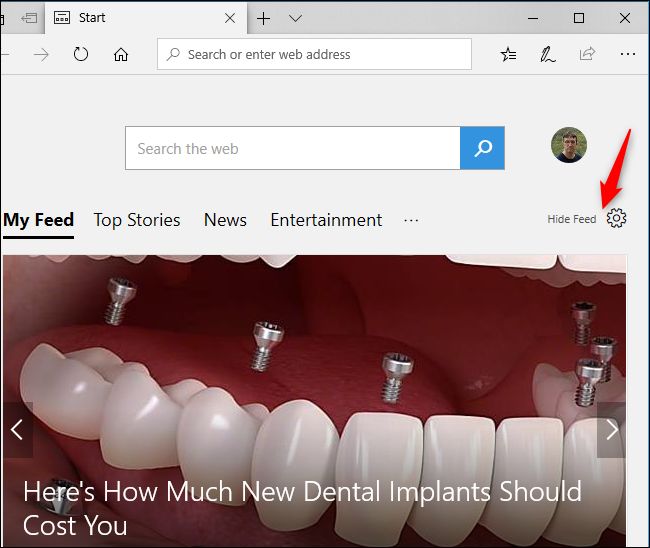 Start
Search or enter web address
Search the web
My Feed Top Stories News Entertainment ...
Hide Feed
Here's How Much New Dental Implants Should
Cost You